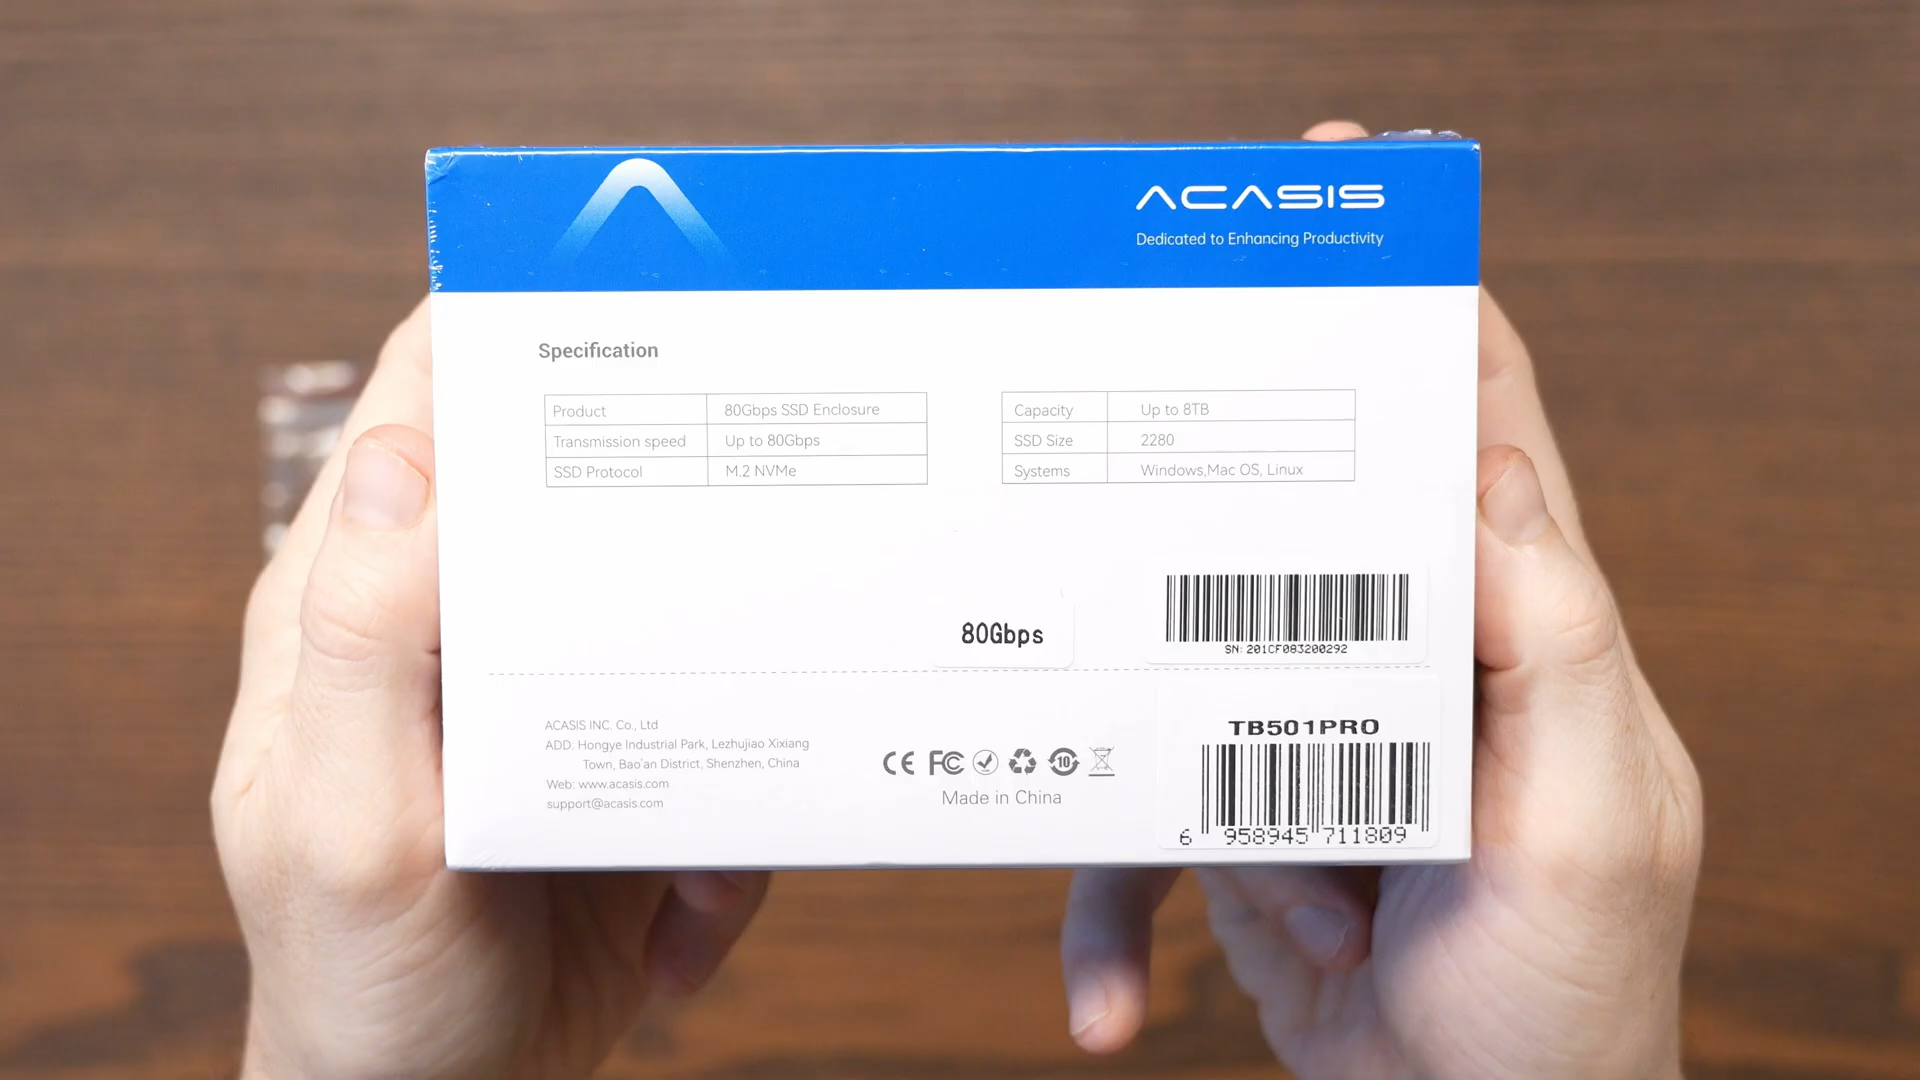 ACASIS
Dedicated to Enhancing Productivity
Specification
Product 80Gbps SSD Enclosure
Transmission speed Up to 80Gbps
SSD Protocol M.2 NVMe
Capacity Up to 8TB
SSD Size 2280
Systems Windows,Mac OS, Linux
80Gbps
SN: 201CF083200292
ACASIS INC. Co., Ltd
ADD: Hongye Industrial Park, Lezhujiao Xixiang
Town, Bao'an District, Shenzhen, China
Web: www.acasis.com
support@acasis.com
CE FC 10
Made in China
TB501PRO
6 958945 711809